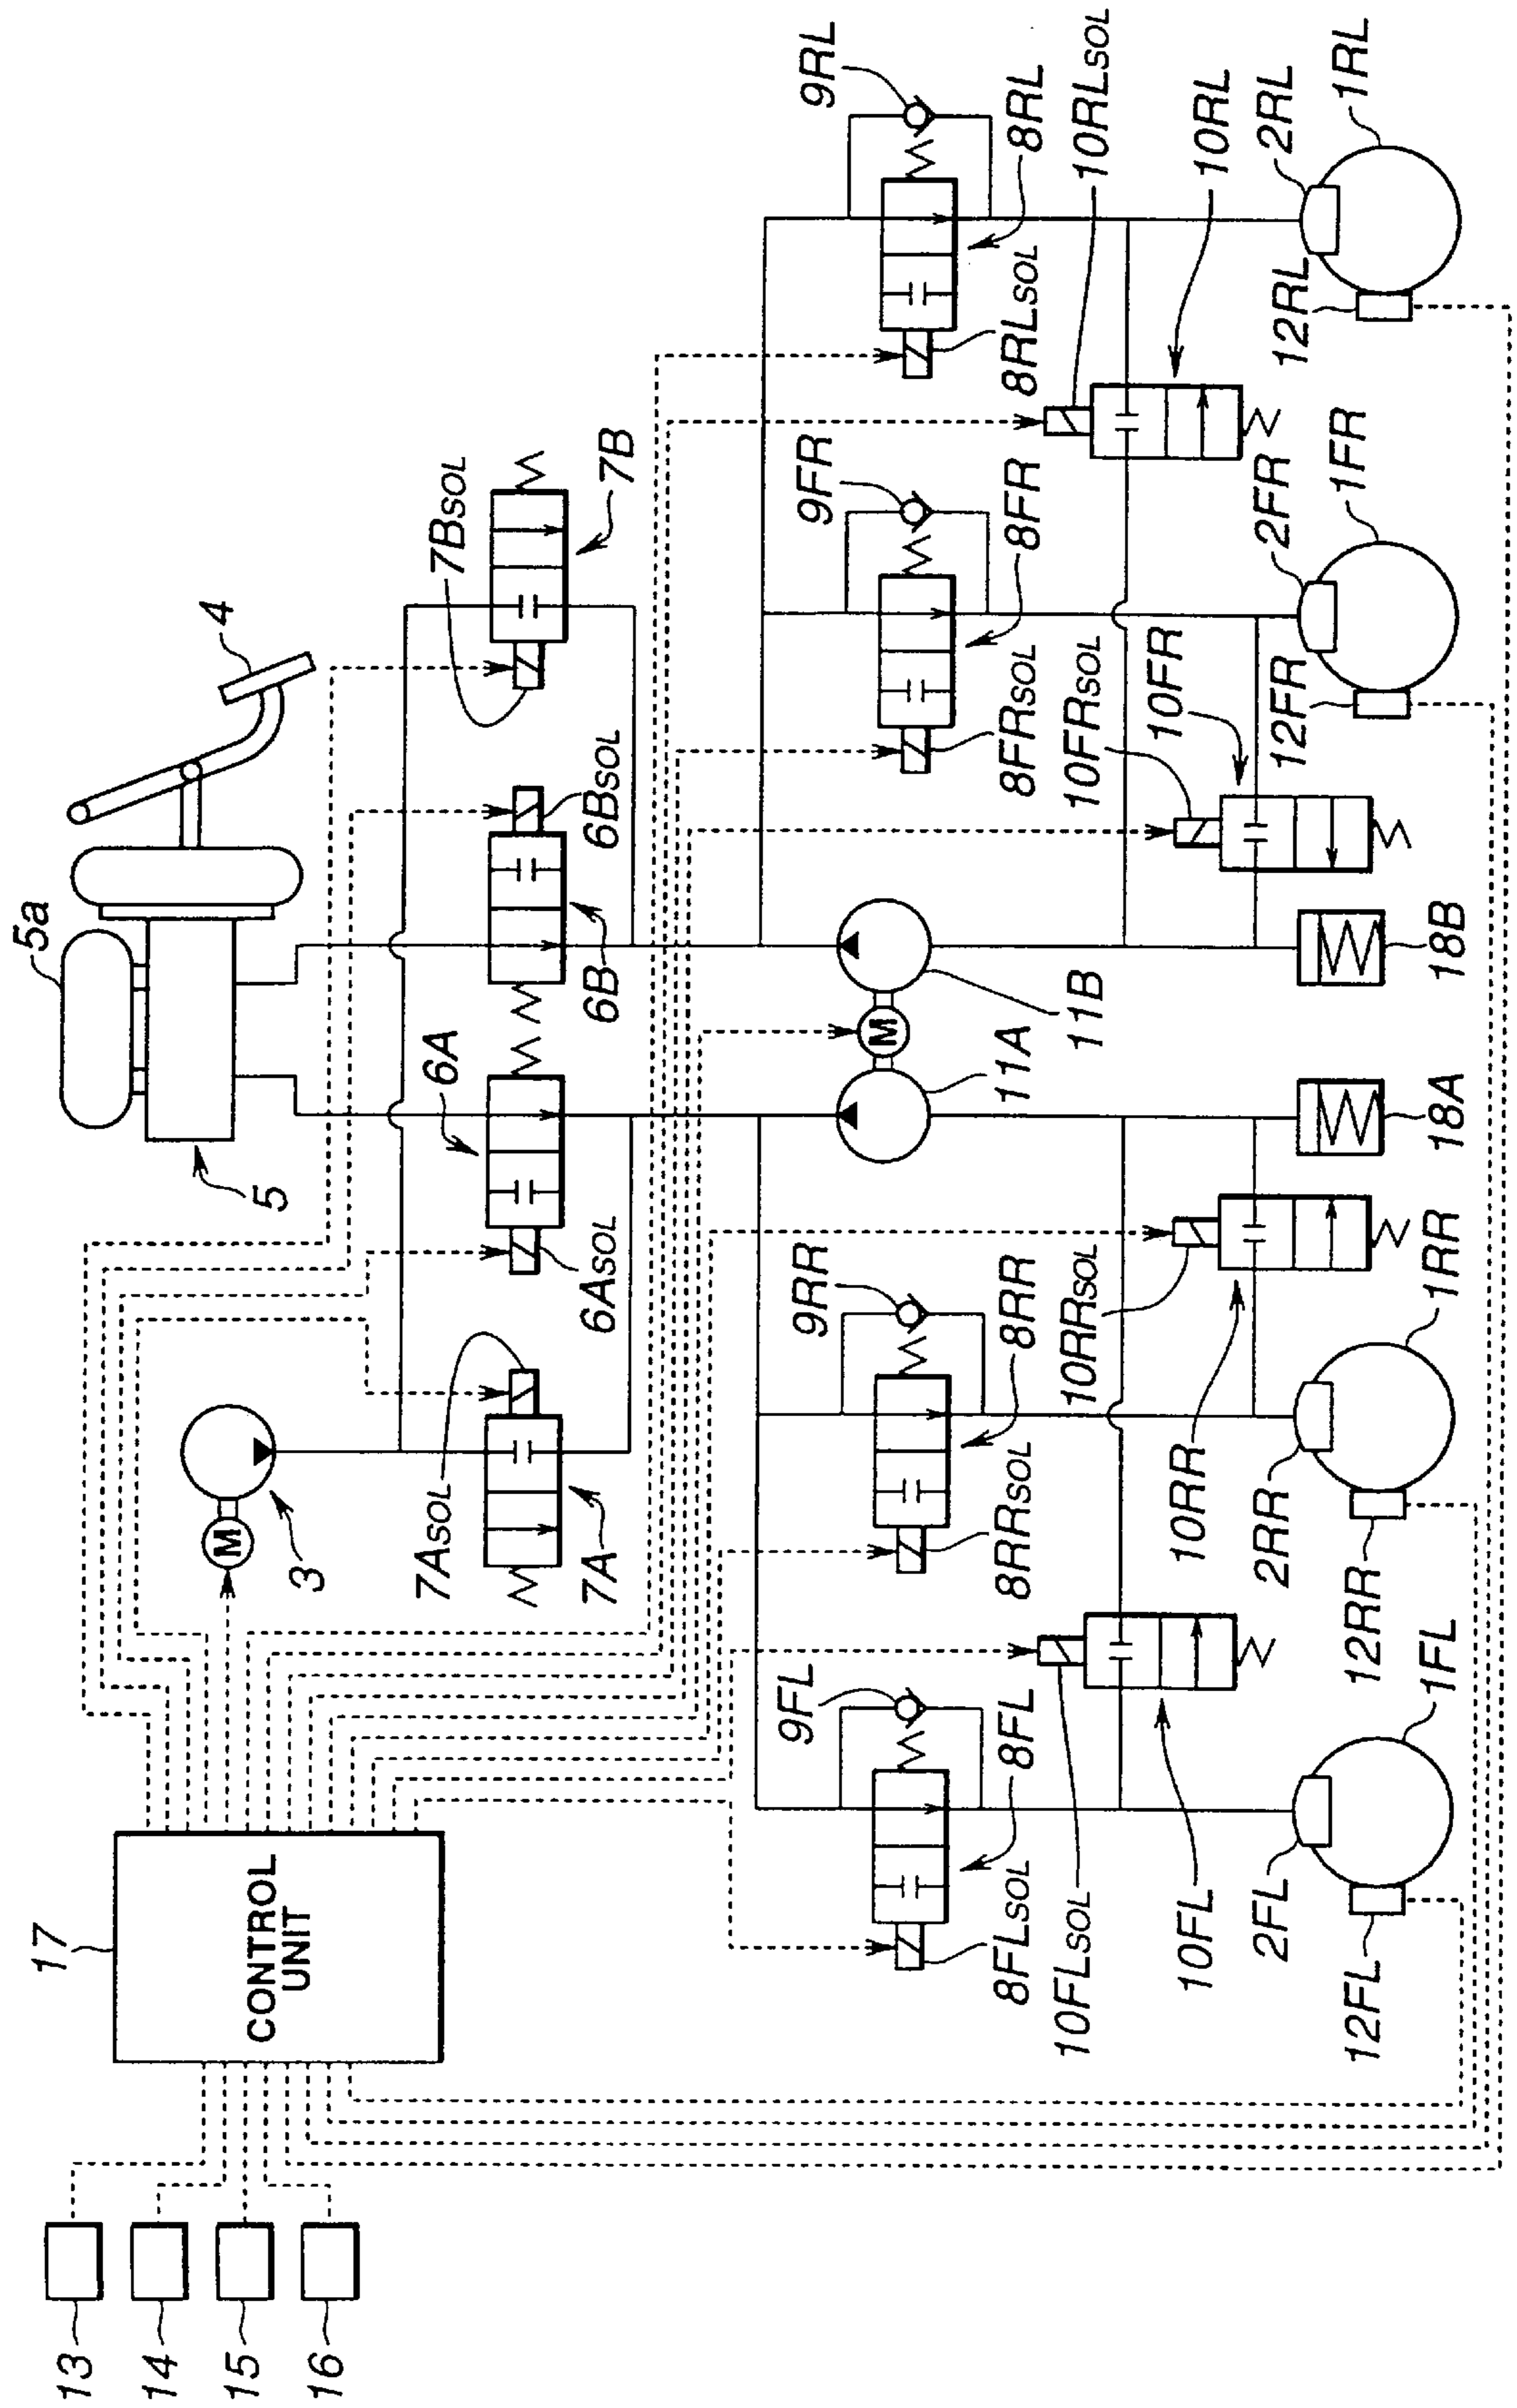 13
14
15
16
17
CONTROL
UNIT
M
3
5a
5
4
7ASOL
7A
6A
6ASOL
6B
6BSOL
7BSOL
7B
9FL
8FL
8FLSOL
10FLSOL
10FL
2FL
12FL
1FL
9RR
8RR
8RRSOL
10RRSOL
10RR
2RR
12RR
1RR
M
11A
11B
18A
18B
9FR
8FR
8FRSOL
10FRSOL
10FR
12FR
2FR
1FR
9RL
8RL
8RLSOL
10RLSOL
10RL
12RL
2RL
1RL